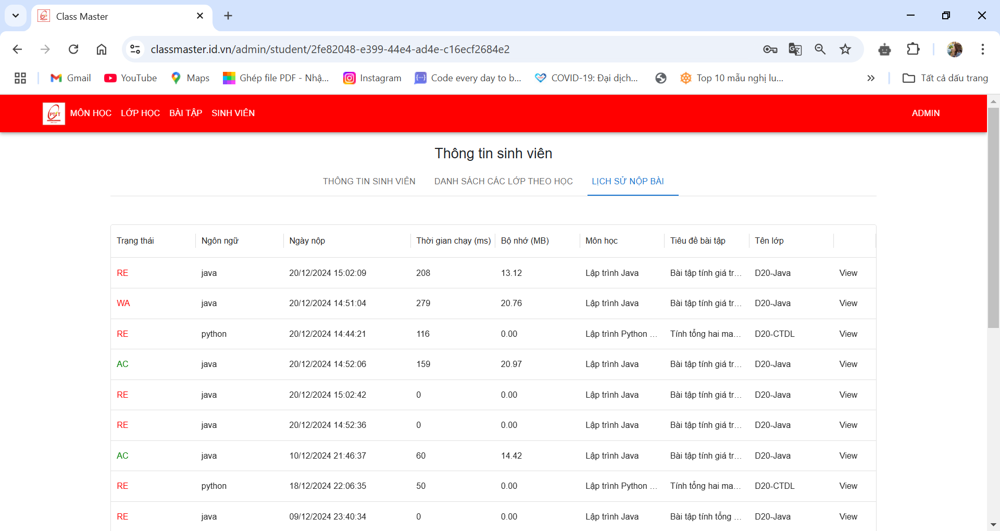 Class Master
classmaster.id.vn/admin/student/2fe82048-e399-44e4-ad4e-c16ecf2684e2
Gmail YouTube Maps Ghép file PDF - Nhậ... Instagram Code every day to b... COVID-19: Đại dịch... Top 10 mẫu nghị lu... Tất cả dấu trang
PTIT MÔN HỌC LỚP HỌC BÀI TẬP SINH VIÊN ADMIN
Thông tin sinh viên
THÔNG TIN SINH VIÊN DANH SÁCH CÁC LỚP THEO HỌC LỊCH SỬ NỘP BÀI
Trạng thái Ngôn ngữ Ngày nộp Thời gian chạy (ms) Bộ nhớ (MB) Môn học Tiêu đề bài tập Tên lớp
RE java 20/12/2024 15:02:09 208 13.12 Lập trình Java Bài tập tính giá tr... D20-Java View
WA java 20/12/2024 14:51:04 279 20.76 Lập trình Java Bài tập tính giá tr... D20-Java View
RE python 20/12/2024 14:44:21 116 0.00 Lập trình Python ... Tính tổng hai ma... D20-CTDL View
AC java 20/12/2024 14:52:06 159 20.97 Lập trình Java Bài tập tính giá tr... D20-Java View
RE java 20/12/2024 15:02:42 0 0.00 Lập trình Java Bài tập tính giá tr... D20-Java View
RE java 20/12/2024 14:52:36 0 0.00 Lập trình Java Bài tập tính giá tr... D20-Java View
AC java 10/12/2024 21:46:37 60 14.42 Lập trình Java Bài tập tính giá tr... D20-Java View
RE python 18/12/2024 22:06:35 50 0.00 Lập trình Python ... Tính tổng hai ma... D20-CTDL View
RE java 09/12/2024 23:40:34 0 0.00 Lập trình Java Bài tập tính tổng ... D20-Java View